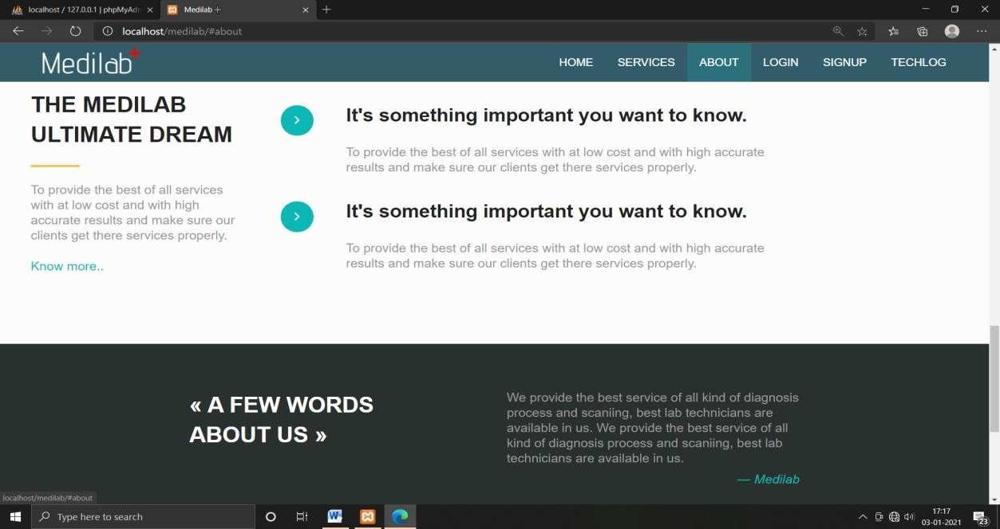 localhost / 127.0.0.1 | phpMyAdn
Medilab
localhost/medilab/#about
Medilab
HOME SERVICES ABOUT LOGIN SIGNUP TECHLOG
THE MEDILAB
ULTIMATE DREAM
To provide the best of all services
with at low cost and with high
accurate results and make sure our
clients get there services properly.
Know more..
It's something important you want to know.
To provide the best of all services with at low cost and with high accurate
results and make sure our clients get there services properly.
It's something important you want to know.
To provide the best of all services with at low cost and with high accurate
results and make sure our clients get there services properly.
« A FEW WORDS
ABOUT US »
We provide the best service of all kind of diagnosis
process and scaniing, best lab technicians are
available in us. We provide the best service of all
kind of diagnosis process and scaniing, best lab
technicians are available in us.
— Medilab
localhost/medilab/#about
Type here to search
17:17
03-01-2021
23